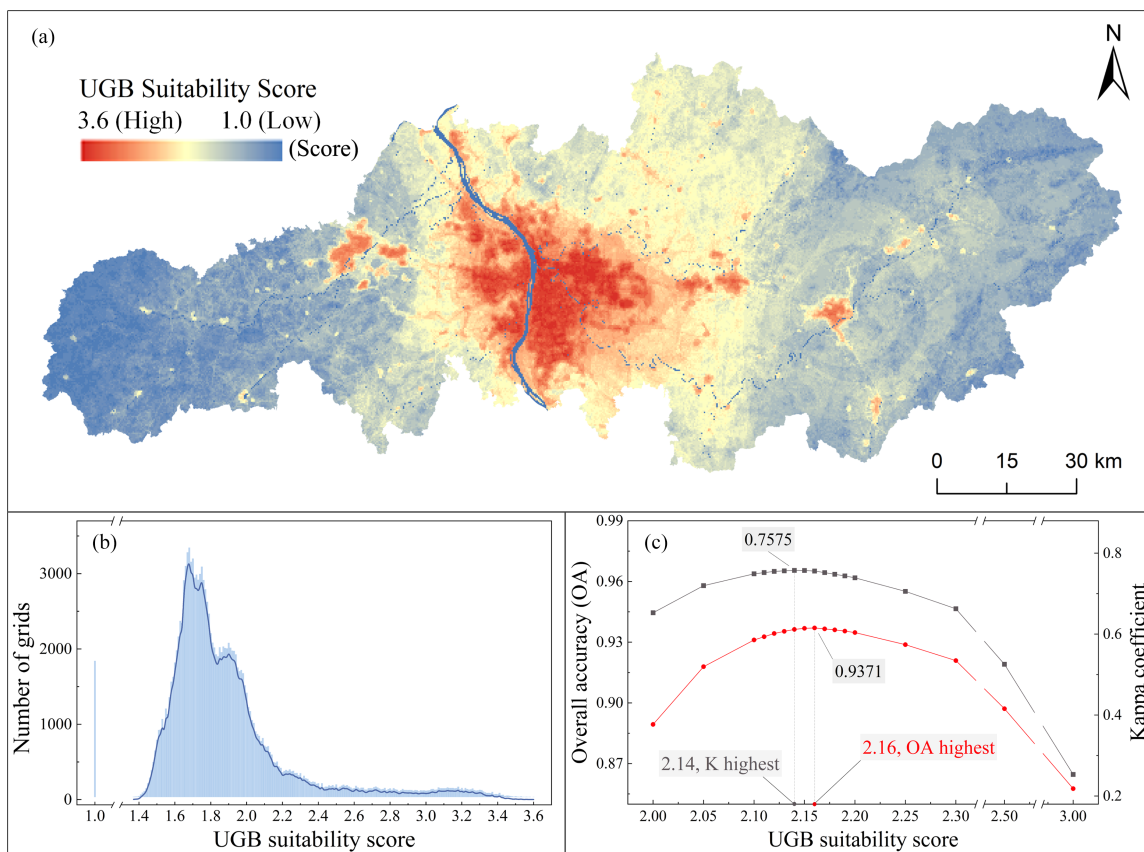 (a)
N
UGB Suitability Score
3.6 (High) 1.0 (Low)
(Score)
0 15 30 km
(b)
Number of grids
3000
2000
1000
0
1.0 1.4 1.6 1.8 2.0 2.2 2.4 2.6 2.8 3.0 3.2 3.4 3.6
UGB suitability score
(c)
Overall accuracy (OA)
0.99
0.96
0.93
0.90
0.87
0.7575
0.9371
2.14, K highest
2.16, OA highest
0.8
0.6
0.4
0.2
Kappa coefficient
2.00 2.05 2.10 2.15 2.20 2.25 2.30 2.50 3.00
UGB suitability score